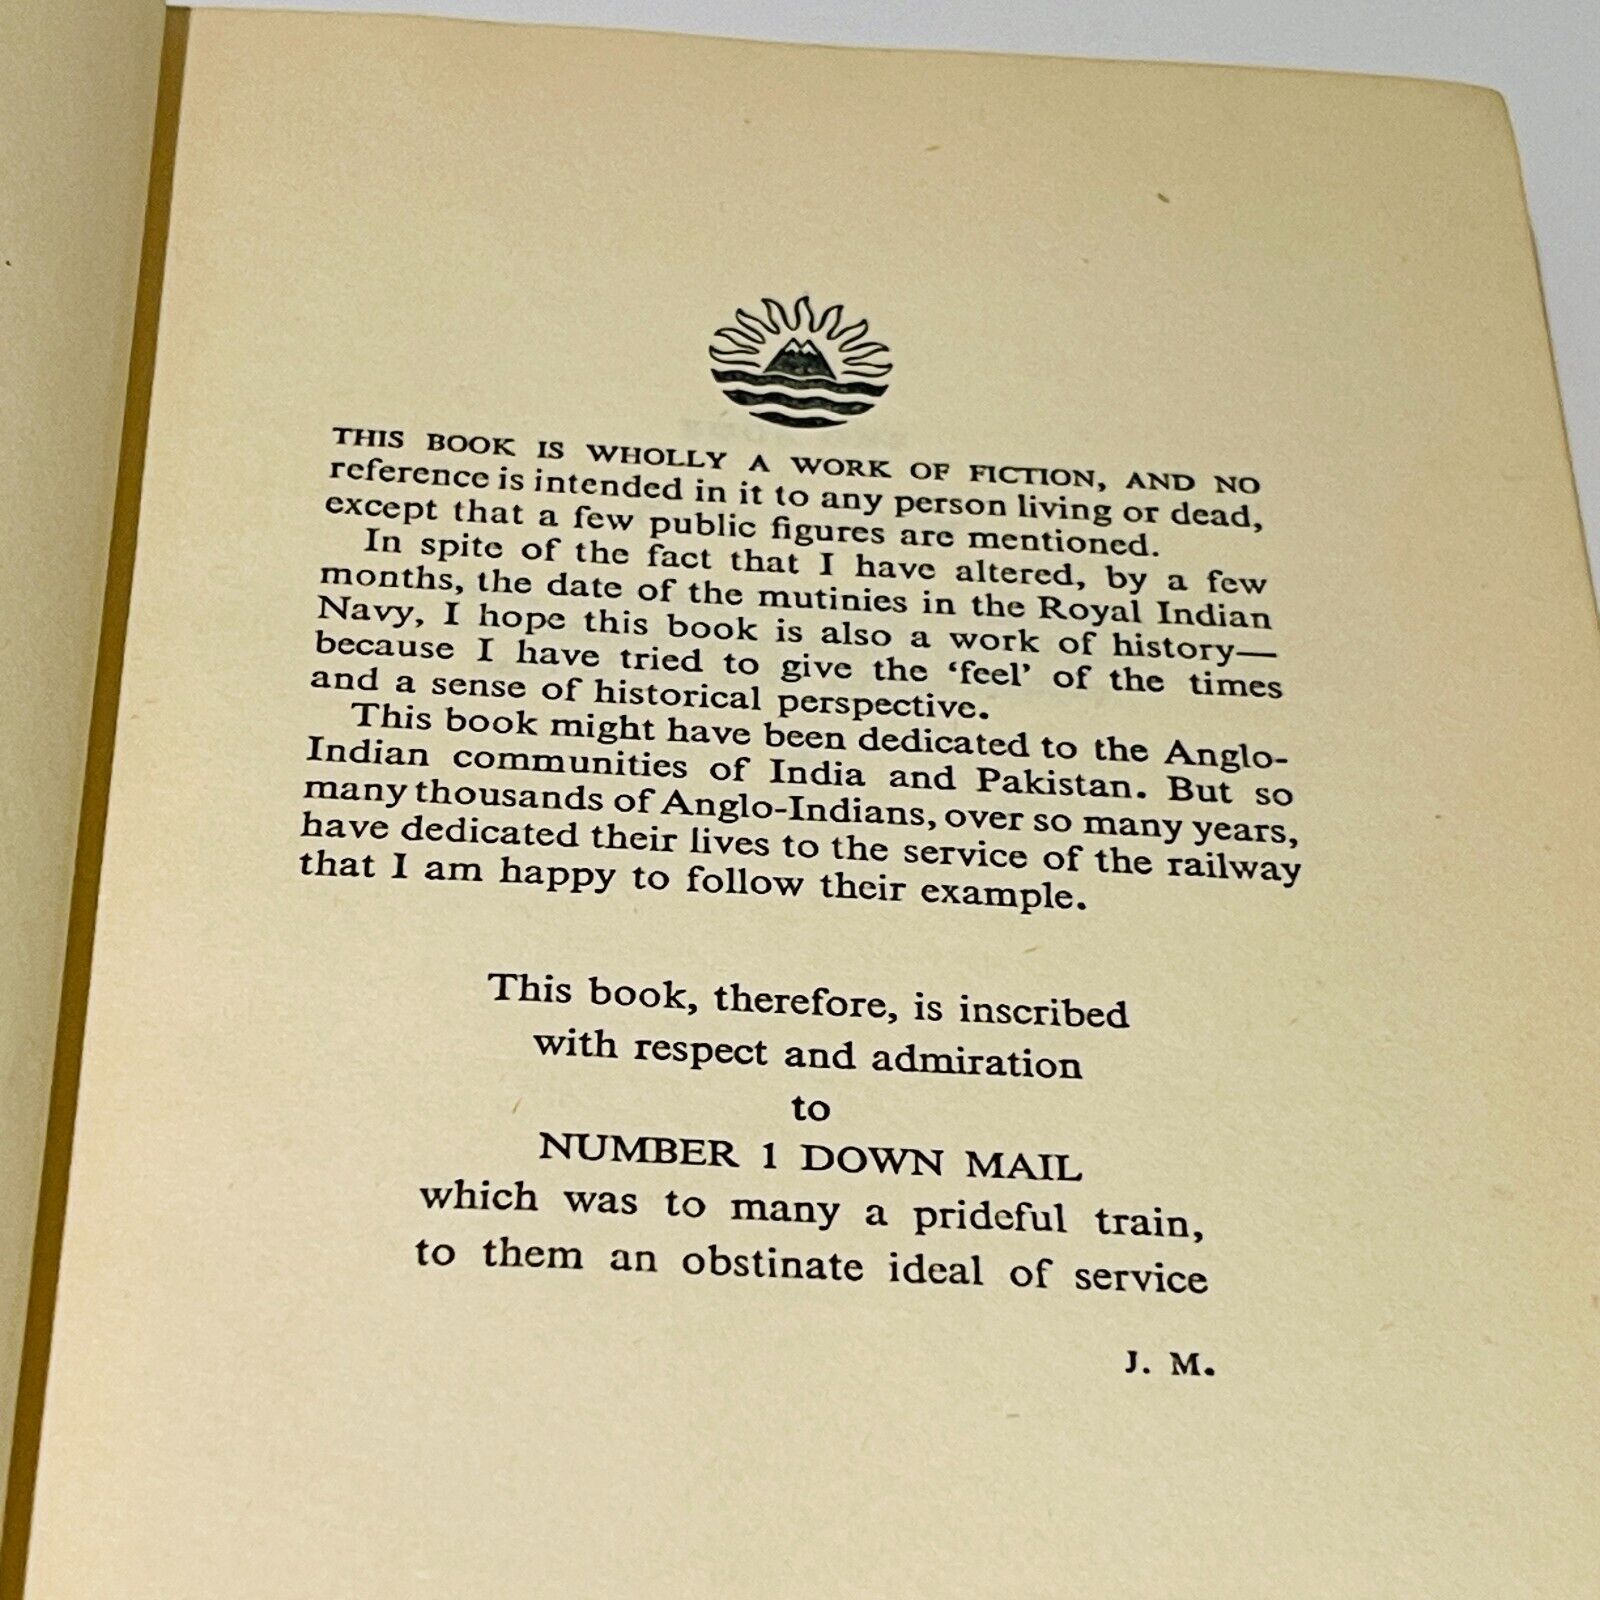 THIS BOOK IS WHOLLY A WORK OF FICTION, AND NO
reference is intended in it to any person living or dead,
except that a few public figures are mentioned.
In spite of the fact that I have altered, by a few
months, the date of the mutinies in the Royal Indian
Navy, I hope this book is also a work of history—
because I have tried to give the ‘feel’ of the times
and a sense of historical perspective.
This book might have been dedicated to the Anglo-
Indian communities of India and Pakistan. But so
many thousands of Anglo-Indians, over so many years,
have dedicated their lives to the service of the railway
that I am happy to follow their example.
This book, therefore, is inscribed
with respect and admiration
to
NUMBER 1 DOWN MAIL
which was to many a prideful train,
to them an obstinate ideal of service
J. M.